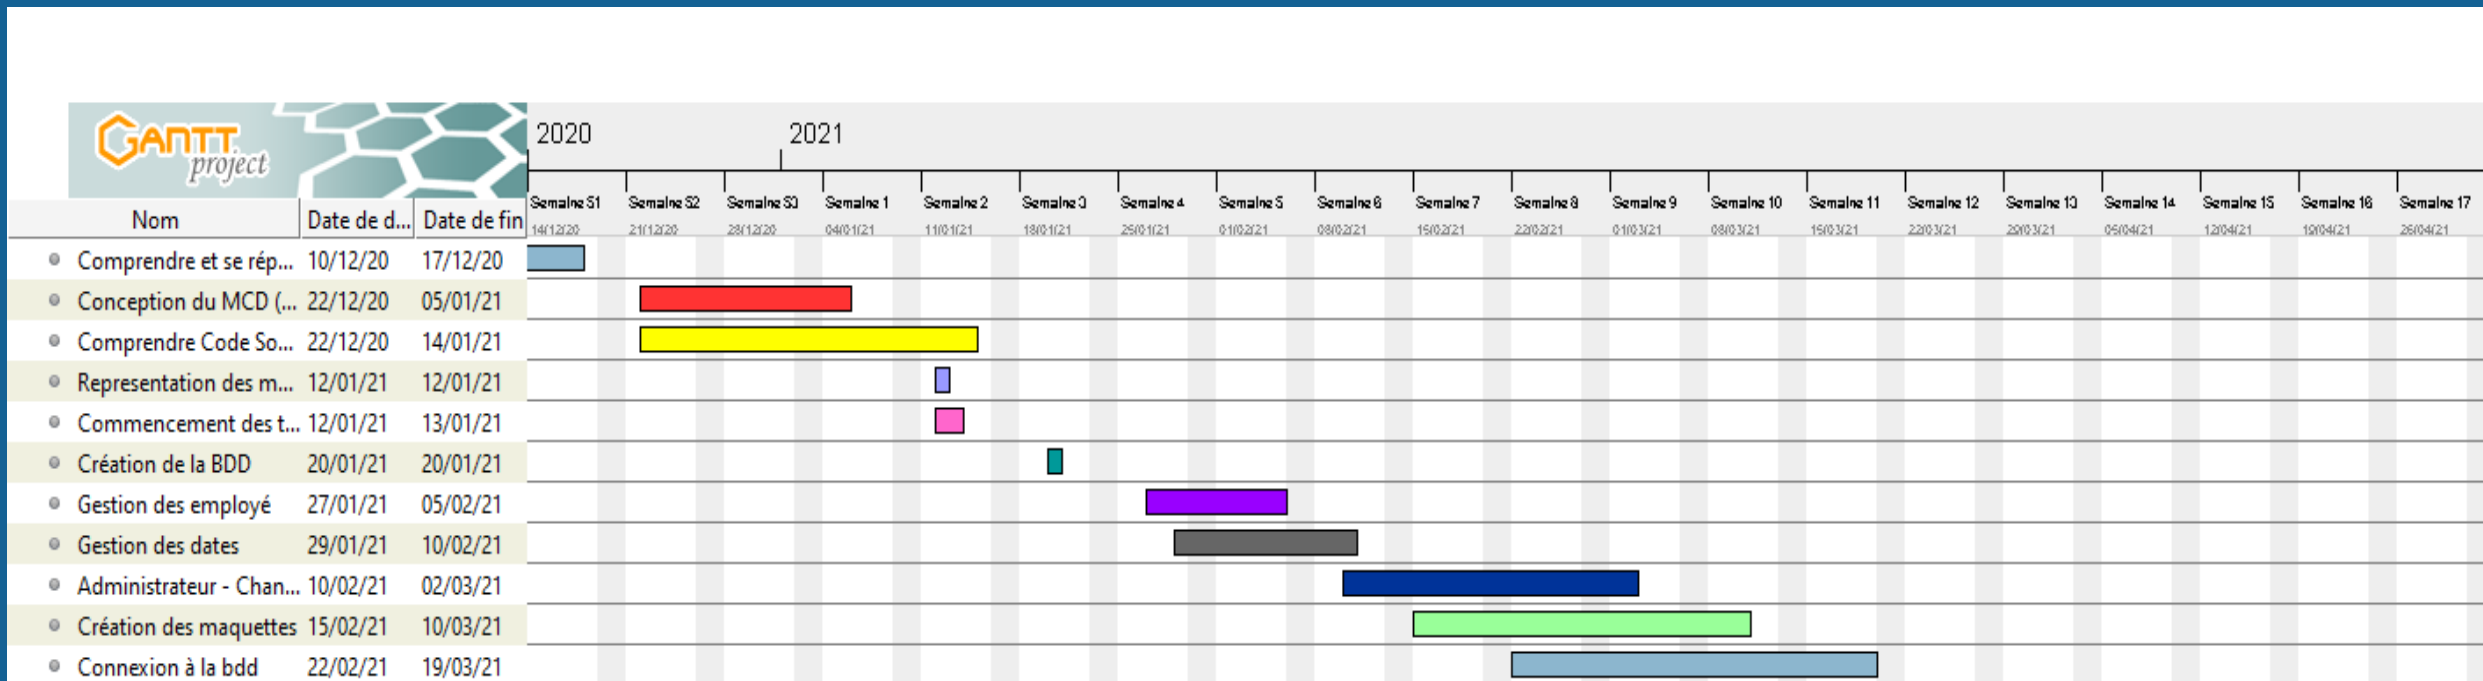 GANTT
project
2020 2021
Semaine 51 Semaine 52 Semaine 53 Semaine 1 Semaine 2 Semaine 3 Semaine 4 Semaine 5 Semaine 6 Semaine 7 Semaine 8 Semaine 9 Semaine 10 Semaine 11 Semaine 12 Semaine 13 Semaine 14 Semaine 15 Semaine 16 Semaine 17
Nom Date de d... Date de fin
14/12/20 21/12/20 28/12/20 04/01/21 11/01/21 18/01/21 25/01/21 01/02/21 08/02/21 15/02/21 22/02/21 01/03/21 08/03/21 15/03/21 22/03/21 29/03/21 05/04/21 12/04/21 19/04/21 26/04/21
Comprendre et se rép... 10/12/20 17/12/20
Conception du MCD (... 22/12/20 05/01/21
Comprendre Code So... 22/12/20 14/01/21
Representation des m... 12/01/21 12/01/21
Commencement des t... 12/01/21 13/01/21
Création de la BDD 20/01/21 20/01/21
Gestion des employé 27/01/21 05/02/21
Gestion des dates 29/01/21 10/02/21
Administrateur - Chan... 10/02/21 02/03/21
Création des maquettes 15/02/21 10/03/21
Connexion à la bdd 22/02/21 19/03/21